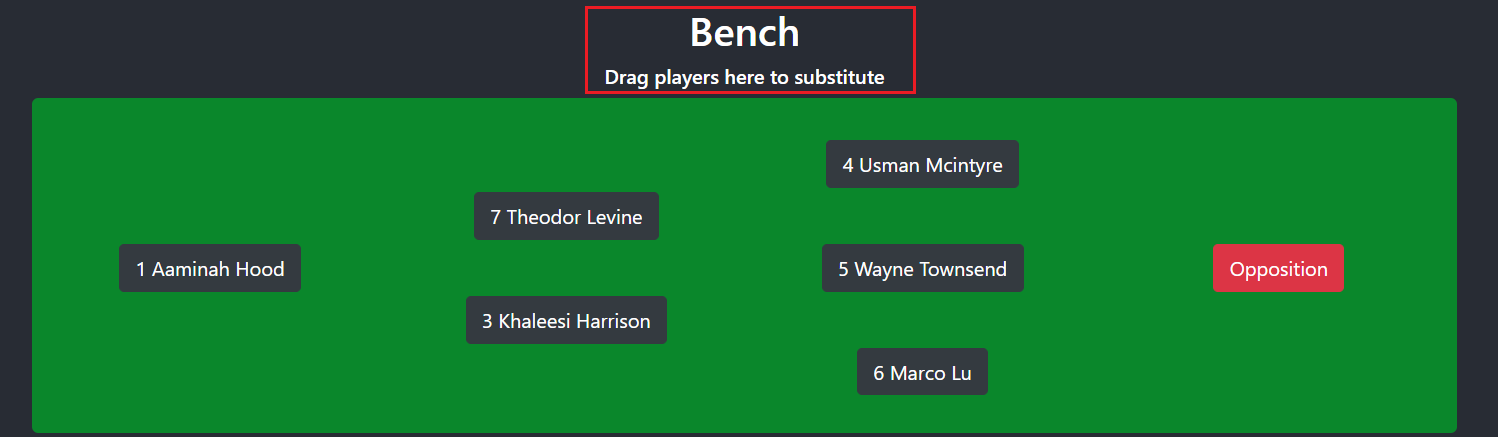 Bench
Drag players here to substitute
4 Usman Mcintyre
7 Theodor Levine
1 Aaminah Hood
5 Wayne Townsend
Opposition
3 Khaleesi Harrison
6 Marco Lu